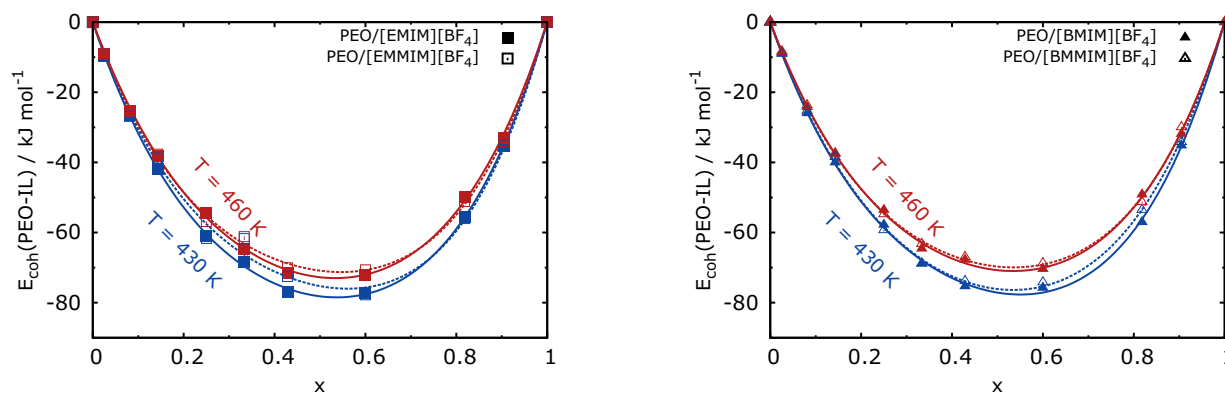 0
-20
-40
-60
-80
0
0.2
0.4
0.6
0.8
1
E_coh(PEO-IL) / kJ mol⁻¹
x
PEO/[EMIM][BF₄]
PEO/[EMMIM][BF₄]
T = 460 K
T = 430 K
0
-20
-40
-60
-80
0
0.2
0.4
0.6
0.8
1
E_coh(PEO-IL) / kJ mol⁻¹
x
PEO/[BMIM][BF₄]
PEO/[BMMIM][BF₄]
T = 460 K
T = 430 K